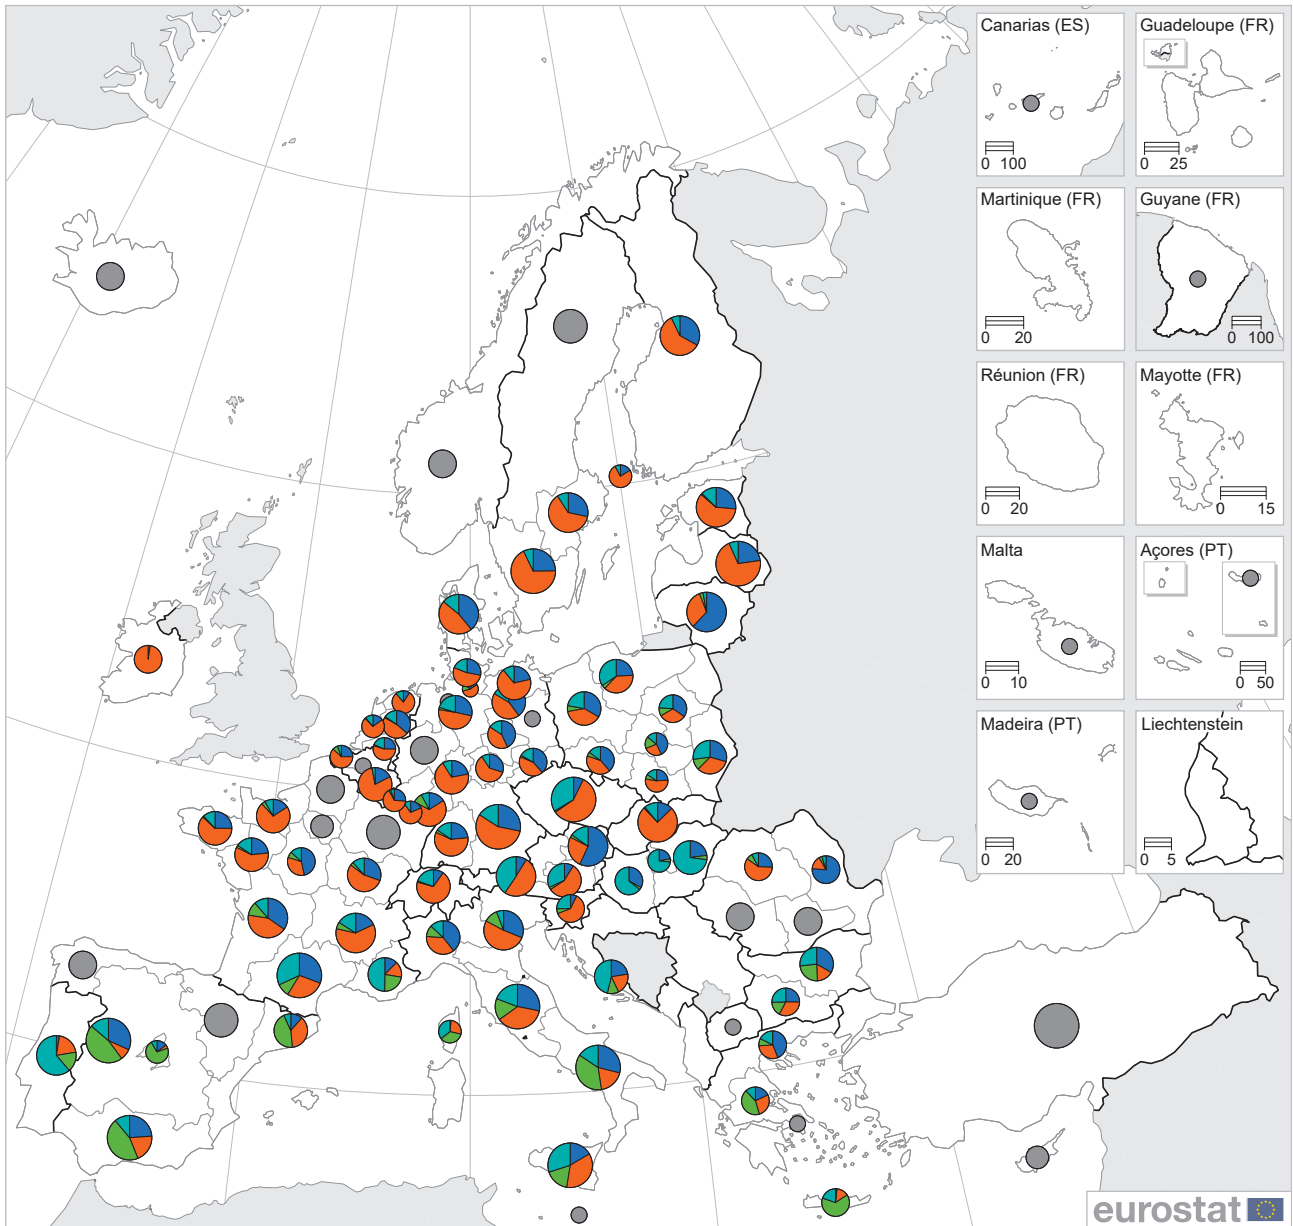 Canarias (ES)
0 100
Guadeloupe (FR)
0 25
Martinique (FR)
0 20
Guyane (FR)
0 100
Réunion (FR)
0 20
Mayotte (FR)
0 15
Malta
0 10
Açores (PT)
0 50
Madeira (PT)
0 20
Liechtenstein
0 5
eurostat